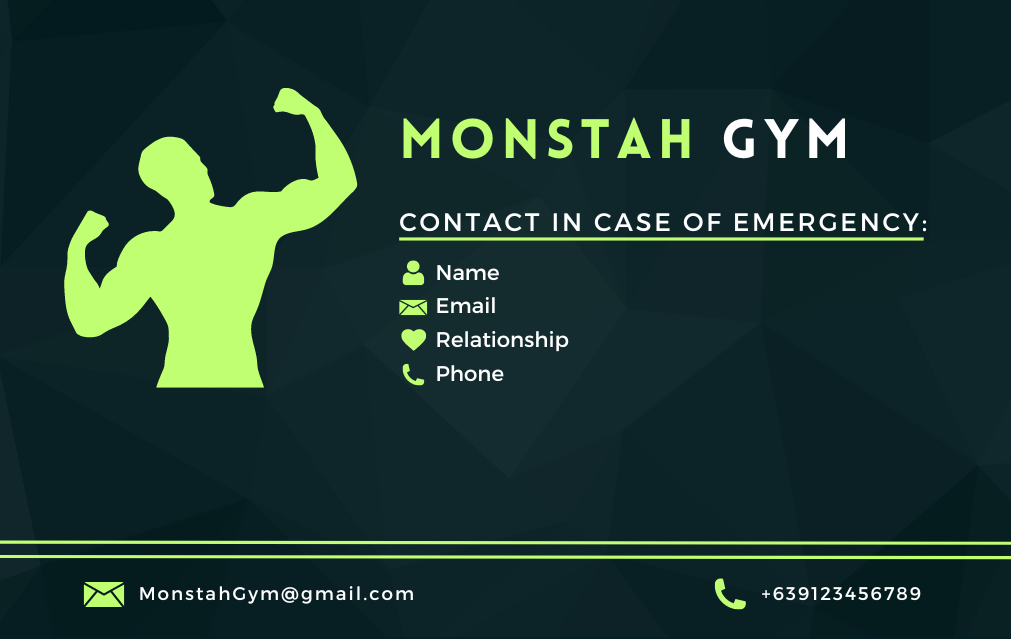 MONSTAH GYM
CONTACT IN CASE OF EMERGENCY:
Name
Email
Relationship
Phone
MonstahGym@gmail.com
+639123456789